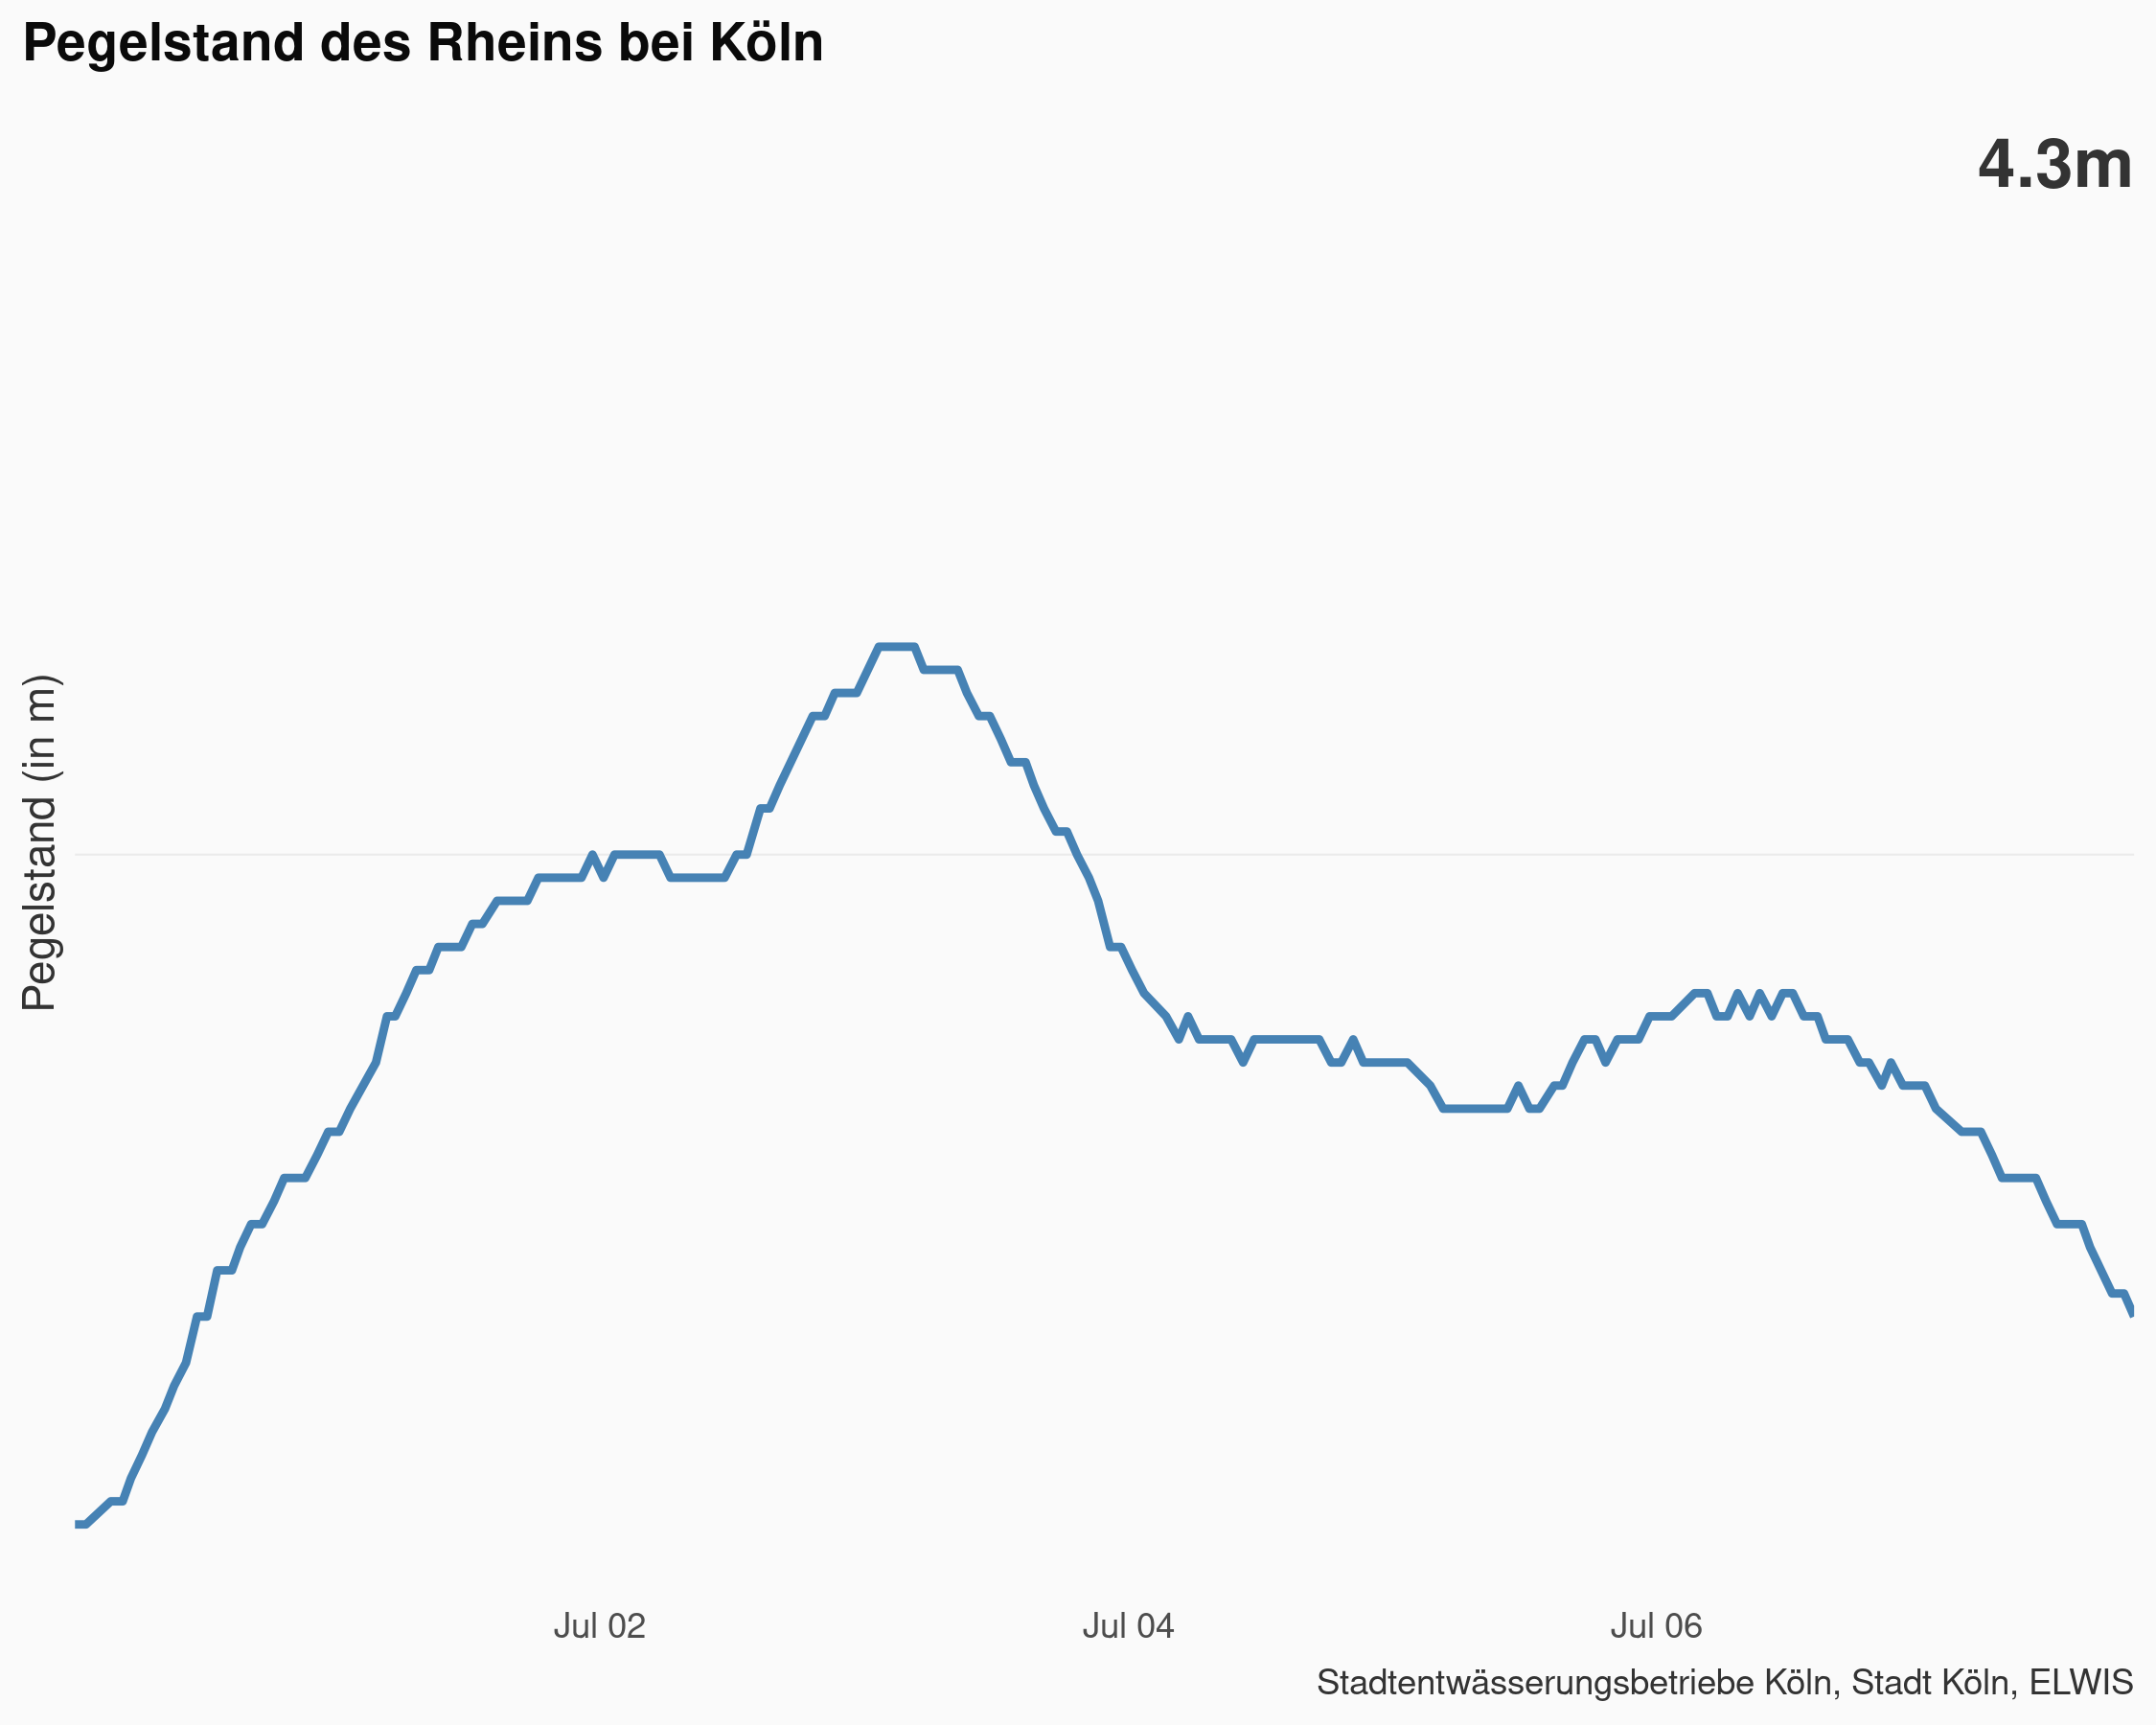 Pegelstand des Rheins bei Köln
4.3m
Pegelstand (in m)
Jul 02
Jul 04
Jul 06
Stadtentwässerungsbetriebe Köln, Stadt Köln, ELWIS